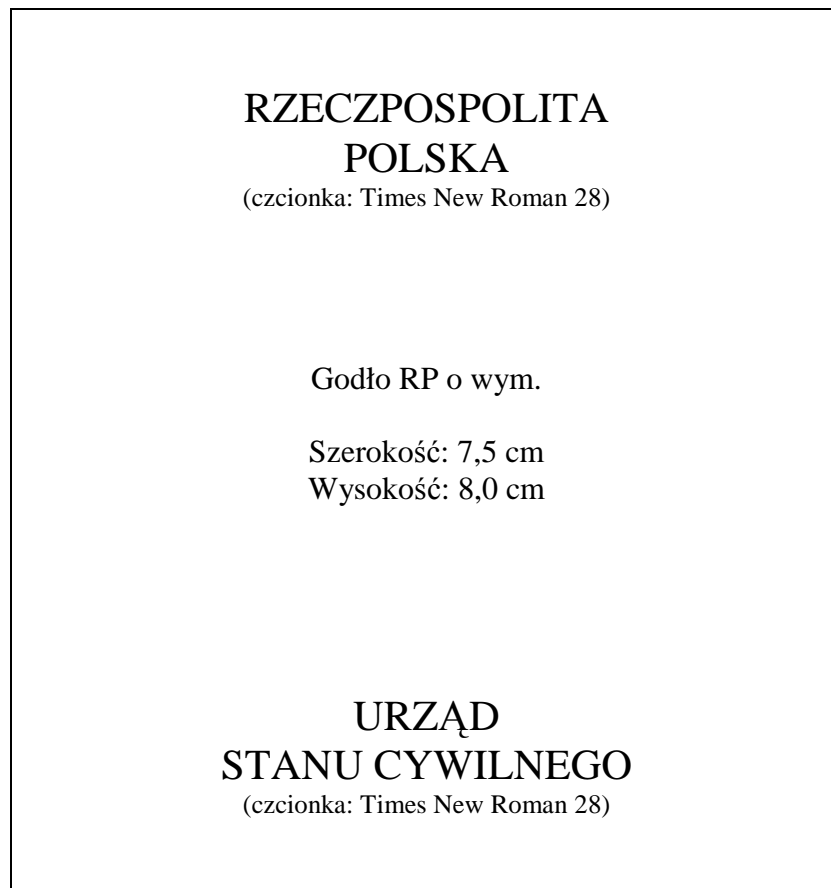 RZECZPOSPOLITA
POLSKA
(czcionka: Times New Roman 28)
Godło RP o wym.
Szerokość: 7,5 cm
Wysokość: 8,0 cm
URZĄD
STANU CYWILNEGO
(czcionka: Times New Roman 28)